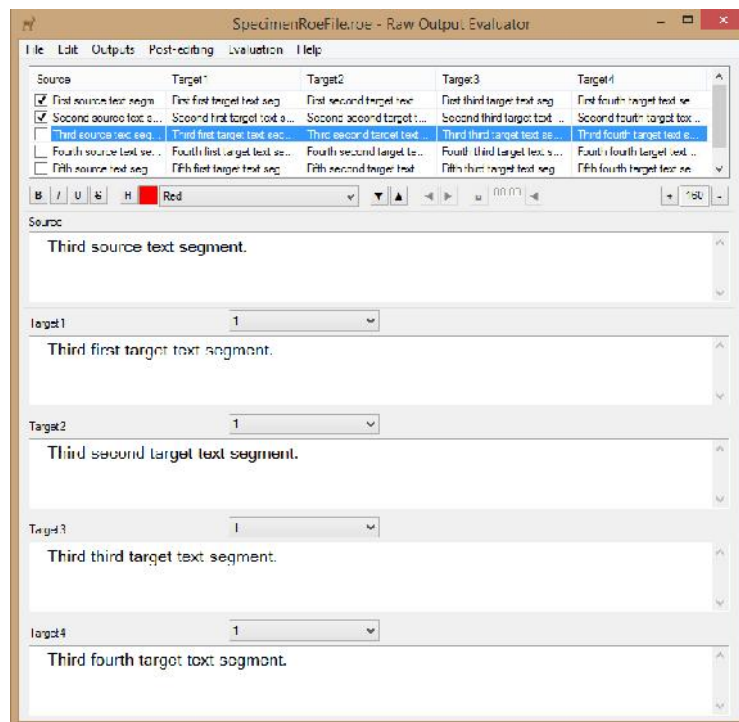 SpecimenRoeFile.roe - Raw Output Evaluator
File Edit Outputs Post-editing Evaluation Help
Source Target1 Target2 Target3 Target4
First source text segm First first target text seg First second target text First third target text seg First fourth target text se
Second source text s... Second first target text ... Second second target t... Second third target text ... Second fourth target tex...
Third source text seg... Third first target text sec... Third second target text ... Third third target text se... Third fourth target text s...
Fourth source text se... Fourth first target text se... Fourth second target te... Fourth third target text s... Fourth fourth target text ...
Fifth source text seg Fifth first target text seg Fifth second target text Fifth third target text seg Fifth fourth target text se
B I U S H Red 00:03 + 160 -
Source
Third source text segment.
Target1 1
Third first target text segment.
Target2 1
Third second target text segment.
Target3 1
Third third target text segment.
Target4 1
Third fourth target text segment.